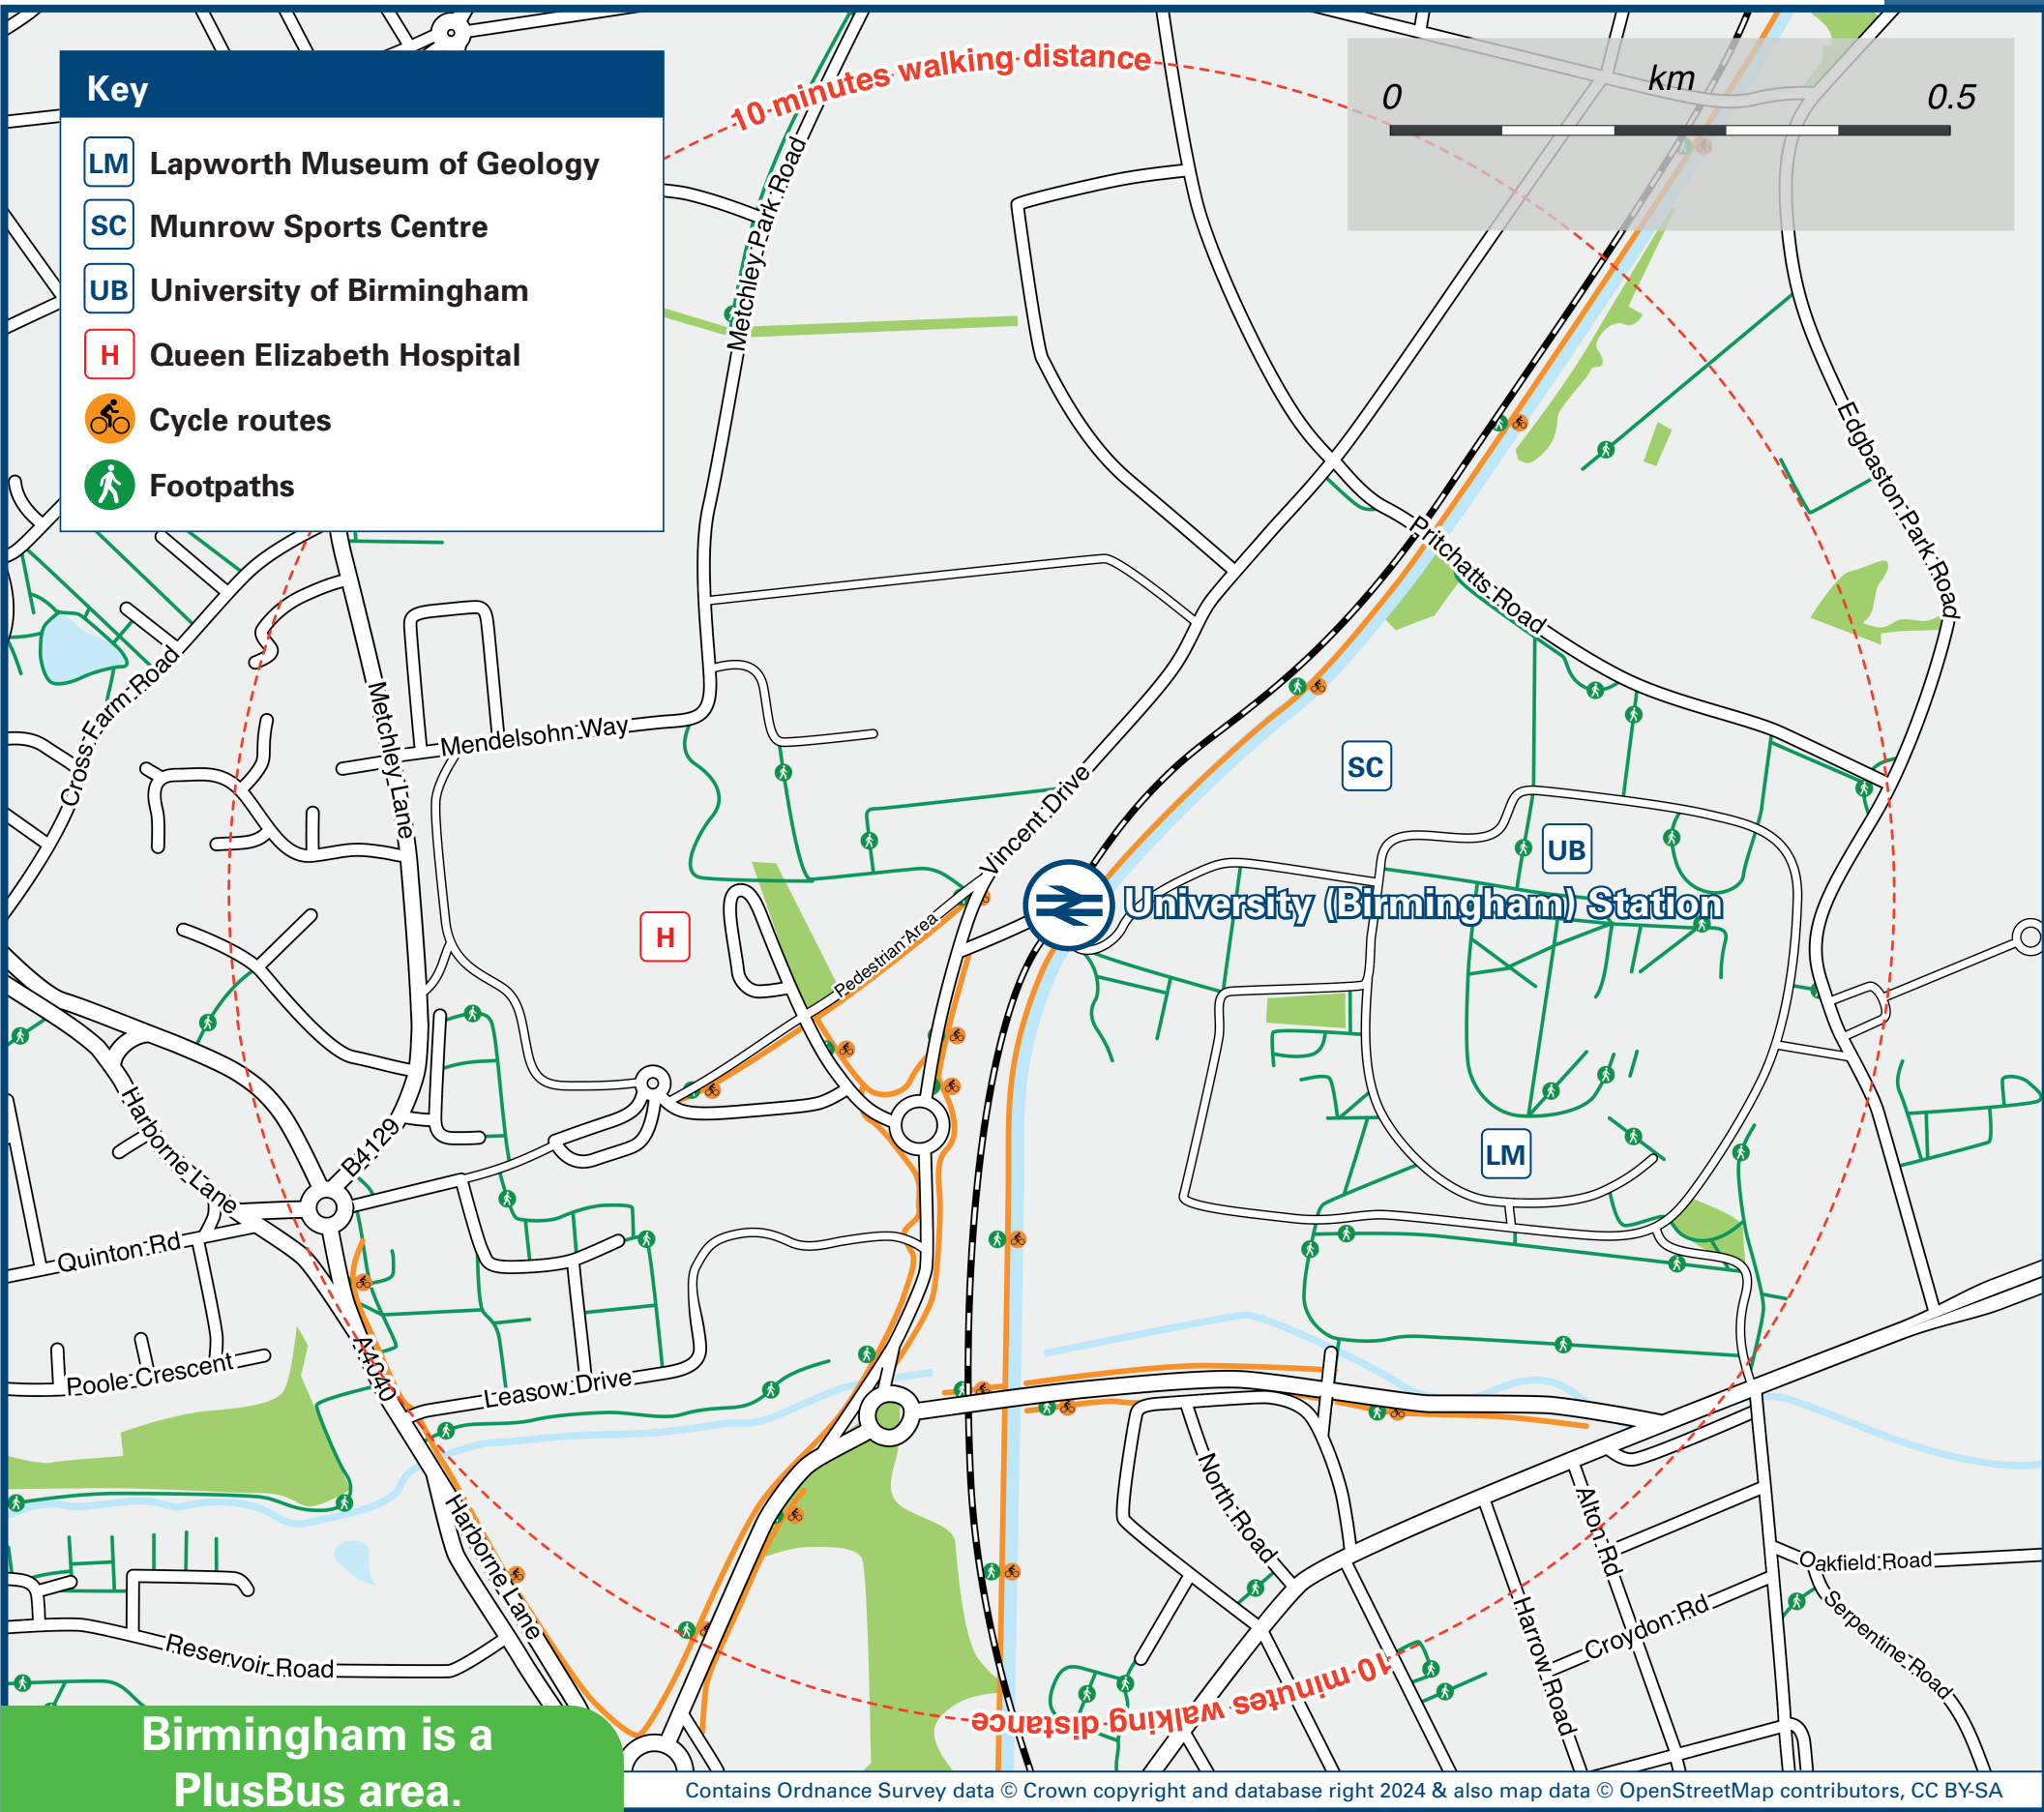 10 minutes walking distance
km
0
0.5
Key
LM Lapworth Museum of Geology
SC Munrow Sports Centre
UB University of Birmingham
H Queen Elizabeth Hospital
Cycle routes
Footpaths
Metchley Park Road
Edgbaston Park Road
Pritchatts Road
Cross Farm Road
Metchley Lane
Mendelsohn Way
Vincent Drive
SC
UB
University (Birmingham) Station
H
Pedestrian Area
Harborne Lane
B4129
LM
Quinton Rd
Poole Crescent
A4040
Leasow Drive
Harborne Lane
North Road
Alton Rd
Oakfield Road
Harrow Road
Croydon Rd
Serpentine Road
Reservoir Road
10 minutes walking distance
Birmingham is a
PlusBus area.
Contains Ordnance Survey data © Crown copyright and database right 2024 & also map data © OpenStreetMap contributors, CC BY-SA